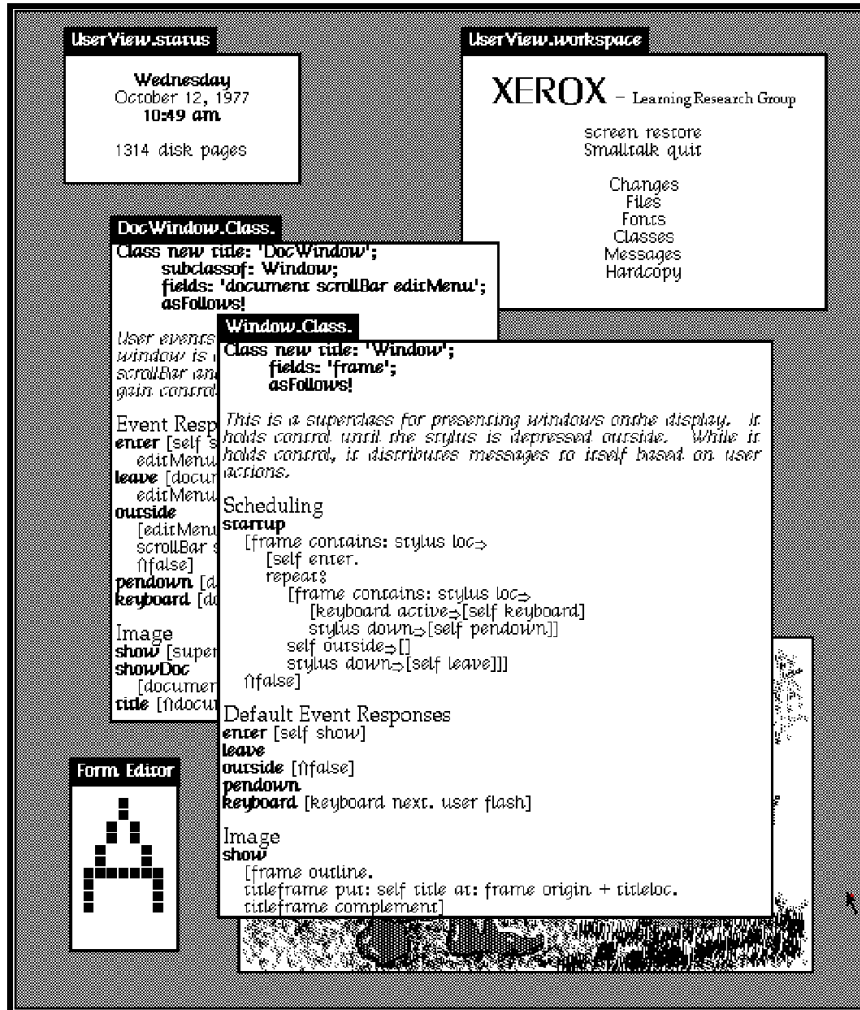 UserView.status
Wednesday
October 12, 1977
10:49 am
1314 disk pages
UserView.workspace
XEROX – Learning Research Group
screen restore
Smalltalk quit
Changes
Files
Fonts
Classes
Messages
Hardcopy
DocWindow.Class.
Class new title: 'DocWindow';
subclassof: Window;
fields: 'document scrollBar editMenu';
asFollows!
User events
window is
scrollBar and
gain control
Event Resp
enter [self s
editMenu
leave [docum
editMenu
outside
[editMenu
scrollBar s
⇑false]
pendown [d
keyboard [do
Image
show [super
showDoc
[document
title [⇑docum
Window.Class.
Class new title: 'Window';
fields: 'frame';
asFollows!
This is a superclass for presenting windows onthe display. It
holds control until the stylus is depressed outside. While it
holds control, it distributes messages to itself based on user
actions.
Scheduling
startup
[frame contains: stylus loc⇒
[self enter.
repeat:
[frame contains: stylus loc⇒
[keyboard active⇒[self keyboard]
stylus down⇒[self pendown]]
self outside⇒[]
stylus down⇒[self leave]]]
⇑false]
Default Event Responses
enter [self show]
leave
outside [⇑false]
pendown
keyboard [keyboard next. user flash]
Image
show
[frame outline.
titleframe put: self title at: frame origin + titleloc.
titleframe complement]
Form Editor
A